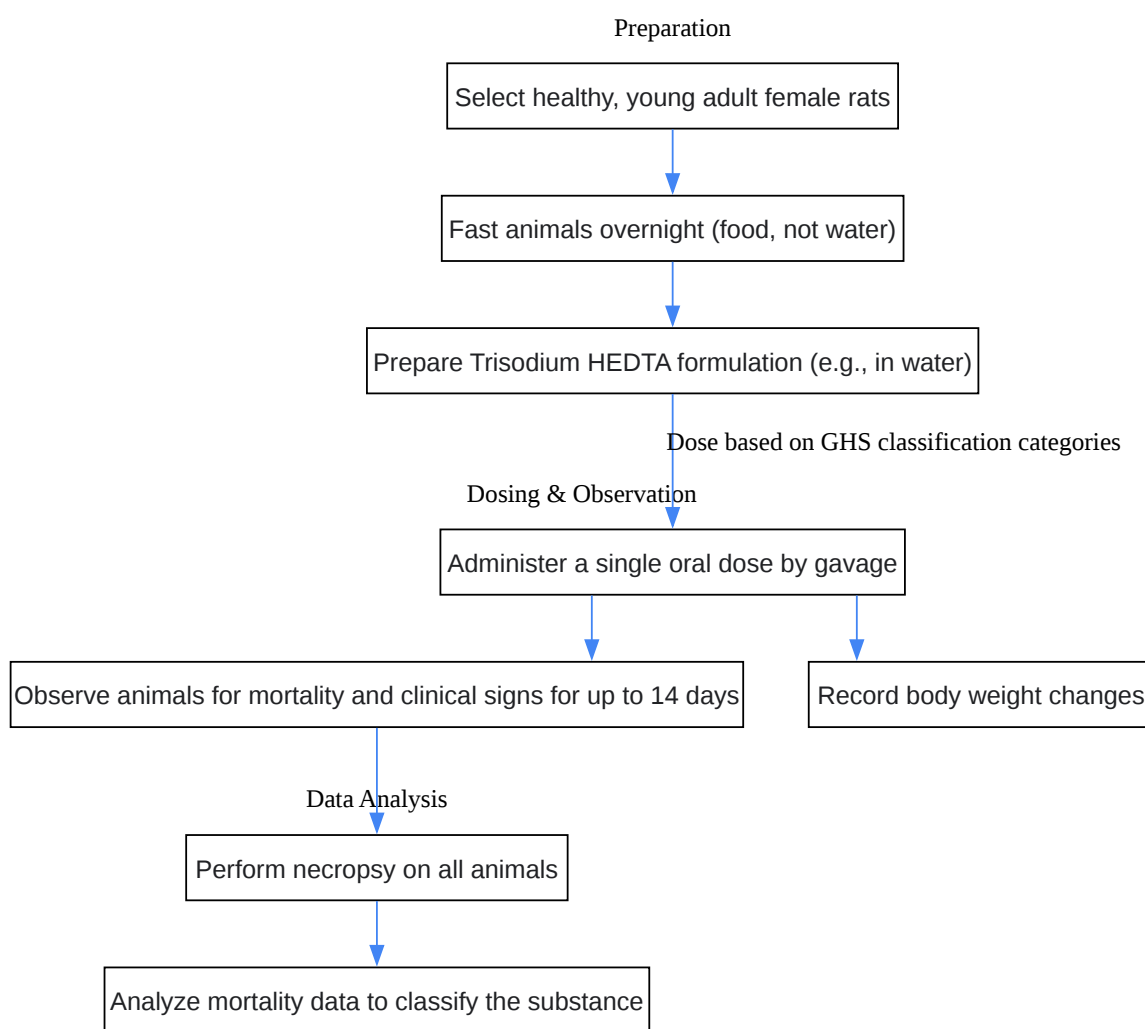 Preparation
Select healthy, young adult female rats
Fast animals overnight (food, not water)
Prepare Trisodium HEDTA formulation (e.g., in water)
Dose based on GHS classification categories
Dosing & Observation
Administer a single oral dose by gavage
Observe animals for mortality and clinical signs for up to 14 days
Record body weight changes
Data Analysis
Perform necropsy on all animals
Analyze mortality data to classify the substance